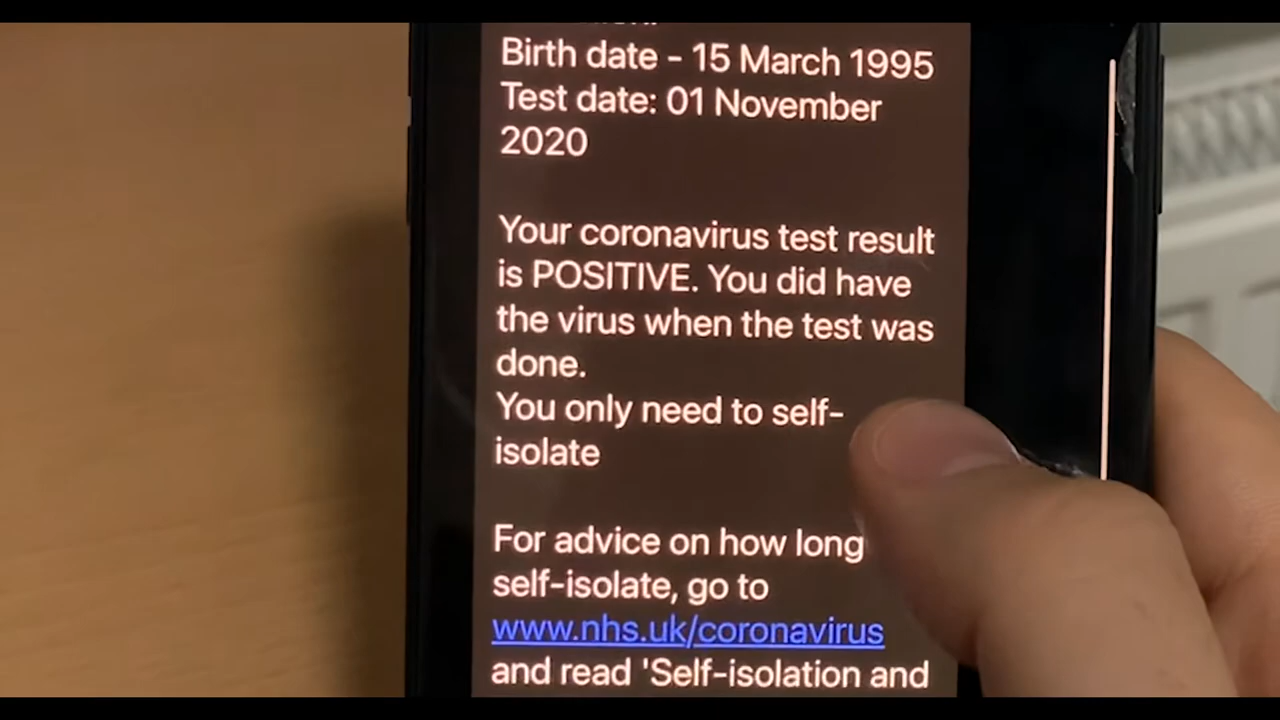 Birth date - 15 March 1995
Test date: 01 November
2020
Your coronavirus test result
is POSITIVE. You did have
the virus when the test was
done.
You only need to self-
isolate
For advice on how long
self-isolate, go to
www.nhs.uk/coronavirus
and read 'Self-isolation and